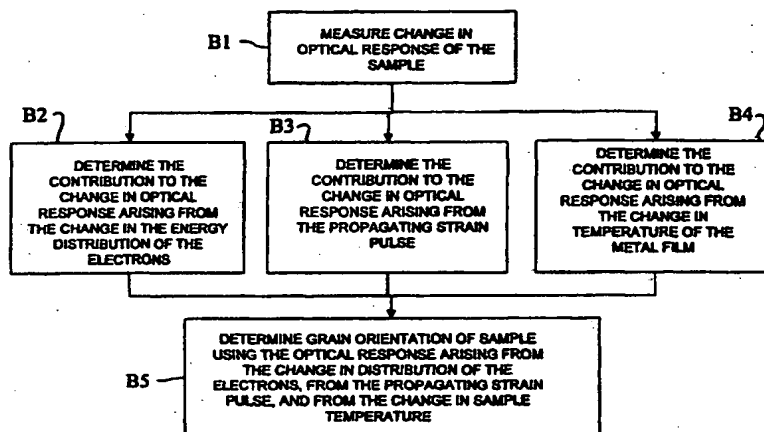 B1
MEASURE CHANGE IN
OPTICAL RESPONSE OF THE
SAMPLE
B2
DETERMINE THE
CONTRIBUTION TO THE
CHANGE IN OPTICAL
RESPONSE ARISING FROM
THE CHANGE IN THE ENERGY
DISTRIBUTION OF THE
ELECTRONS
B3
DETERMINE THE
CONTRIBUTION TO THE
CHANGE IN OPTICAL
RESPONSE ARISING FROM
THE PROPAGATING STRAIN
PULSE
B4
DETERMINE THE
CONTRIBUTION TO THE
CHANGE IN OPTICAL
RESPONSE ARISING FROM
THE CHANGE IN
TEMPERATURE OF THE
METAL FILM
B5
DETERMINE GRAIN ORIENTATION OF SAMPLE
USING THE OPTICAL RESPONSE ARISING FROM
THE CHANGE IN DISTRIBUTION OF THE
ELECTRONS, FROM THE PROPAGATING STRAIN
PULSE, AND FROM THE CHANGE IN SAMPLE
TEMPERATURE